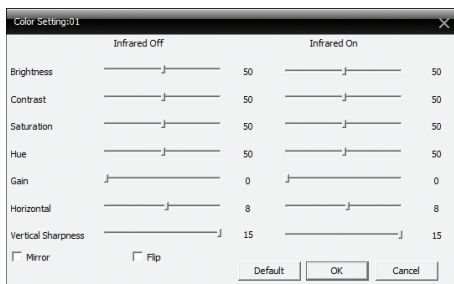 Color Setting:01
Infrared Off Infrared On
Brightness 50 50
Contrast 50 50
Saturation 50 50
Hue 50 50
Gain 0 0
Horizontal 8 8
Vertical Sharpness 15 15
Mirror Flip
Default OK Cancel